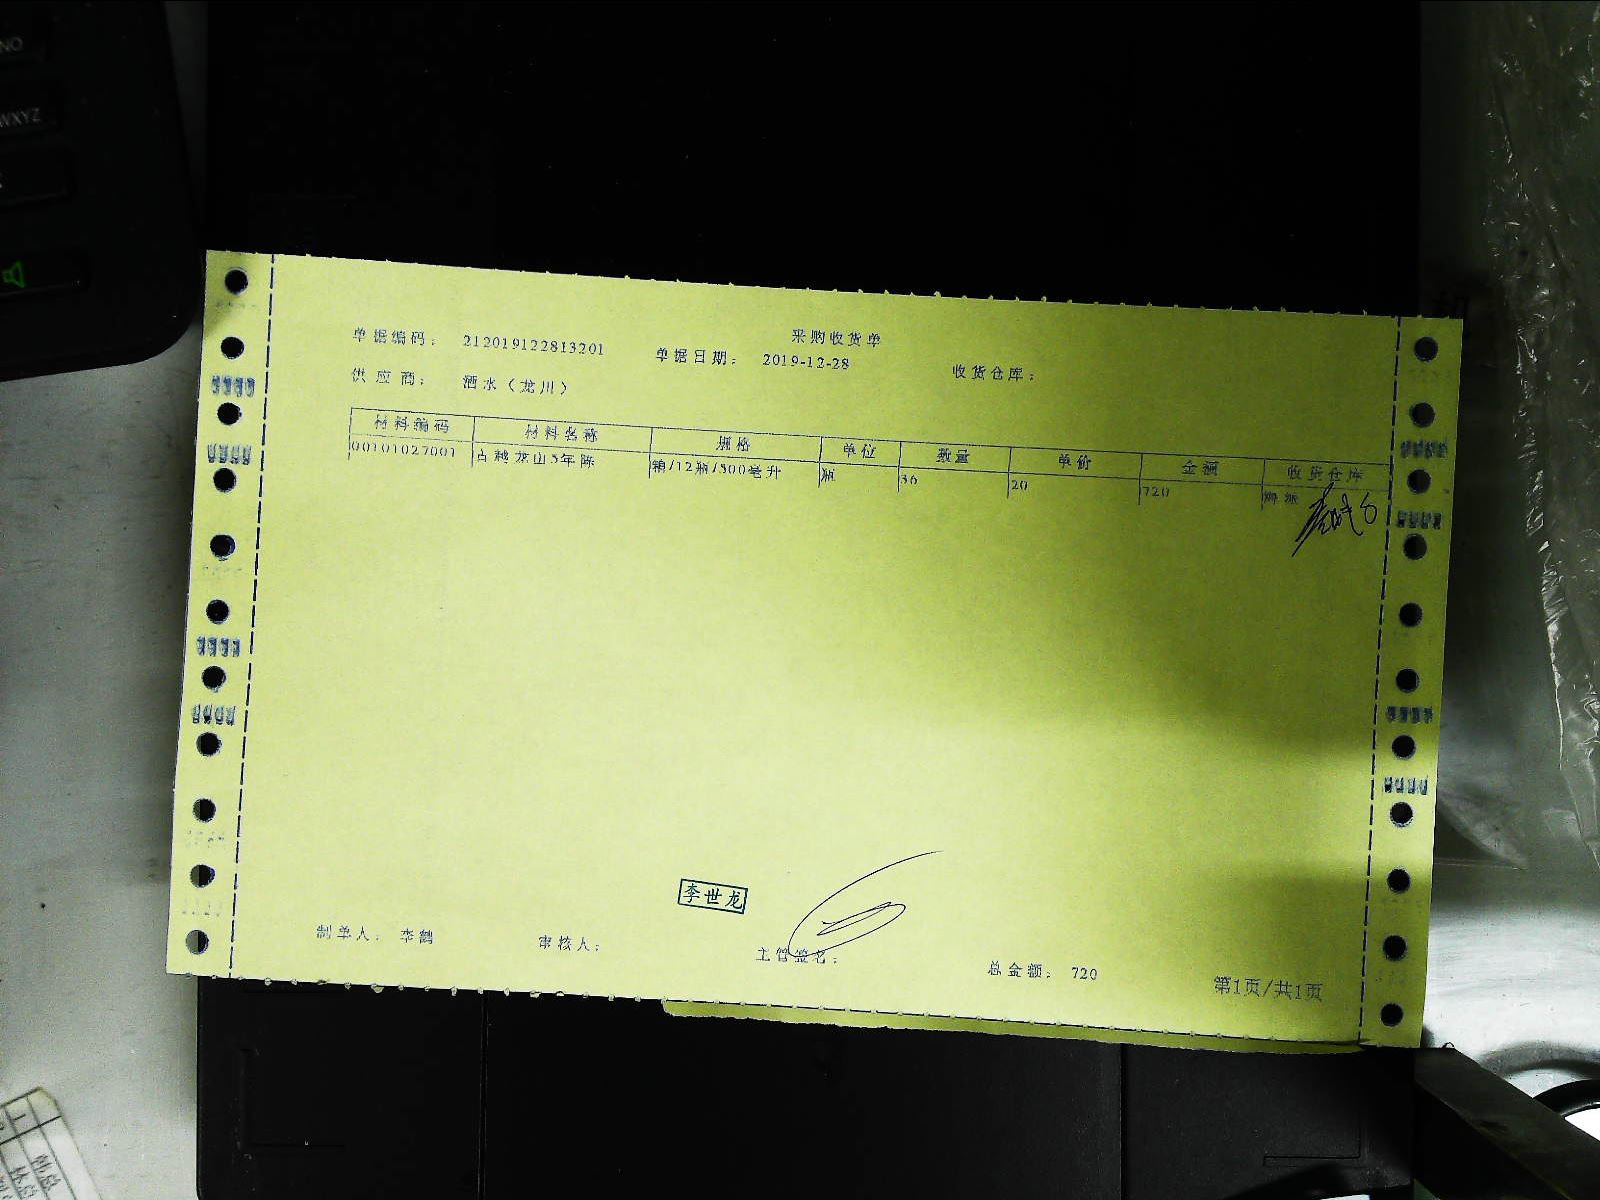 采购收货单
单据编码： 212019122813201 单据日期： 2019-12-28 收货仓库：
供应商： 酒水（龙川）
材料编码 材料名称 规格 单位 数量 单价 金额 收货仓库
00101027001 古越龙山5年陈 箱/12瓶/500毫升 瓶 36 20 720
李世龙
制单人： 李鹤 审核人： 主管签名： 总金额： 720
第1页/共1页
NO
WXYZ